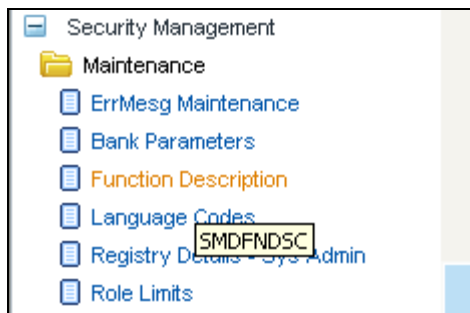 Security Management
Maintenance
ErrMesg Maintenance
Bank Parameters
Function Description
Language Codes
SMDFNDSC
Registry Details - Sys Admin
Role Limits